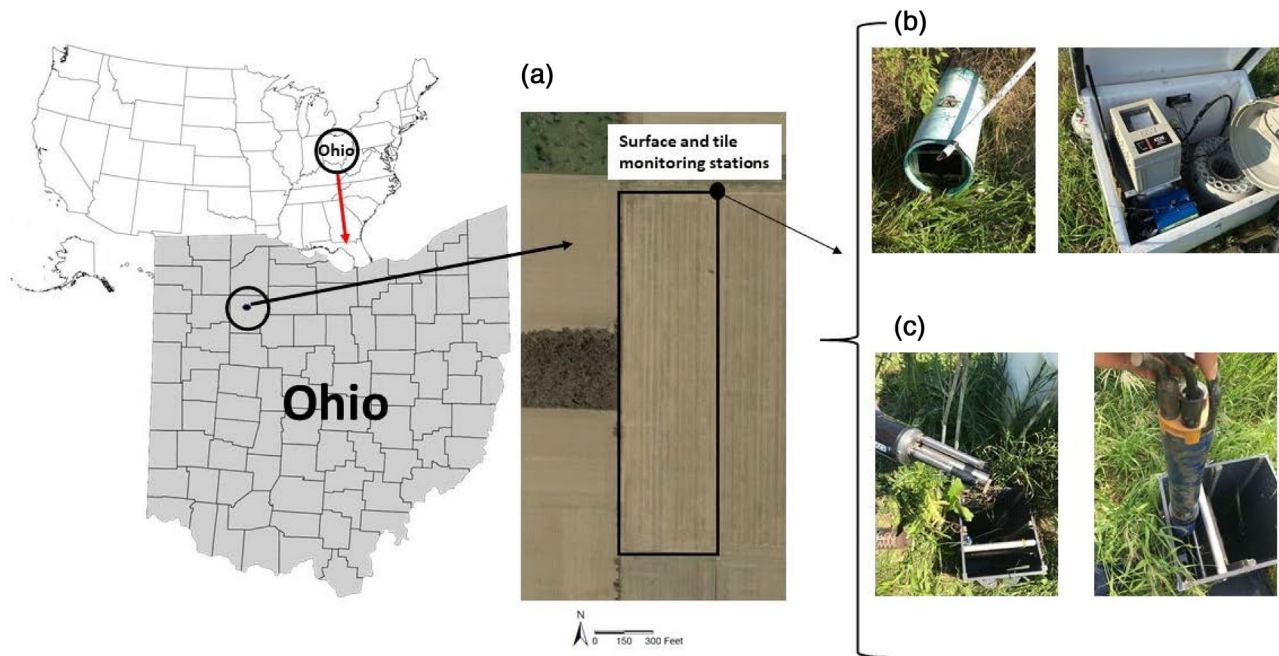 Ohio
Ohio
(a)
Surface and tile
monitoring stations
N
0 150 300 Feet
(b)
(c)